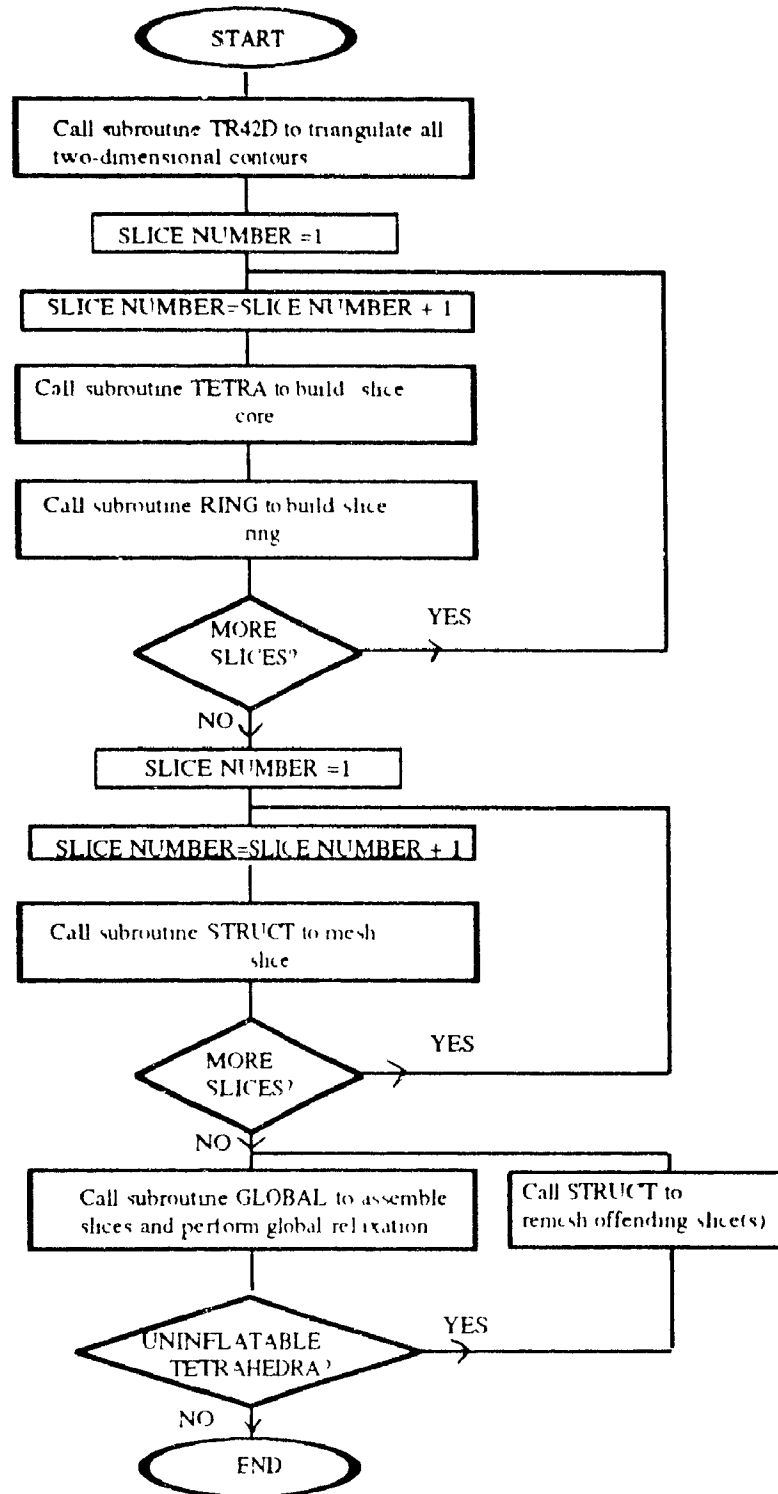 START
Call subroutine TR42D to triangulate all
two-dimensional contours
SLICE NUMBER =1
SLICE NUMBER=SLICE NUMBER + 1
Call subroutine TETRA to build slice
core
Call subroutine RING to build slice
ring
MORE
SLICES?
YES
NO
SLICE NUMBER =1
SLICE NUMBER=SLICE NUMBER + 1
Call subroutine STRUCT to mesh
slice
MORE
SLICES?
YES
NO
Call subroutine GLOBAL to assemble
slices and perform global relaxation
Call STRUCT to
remesh offending slice(s)
UNINFLATABLE
TETRAHEDRA?
YES
NO
END